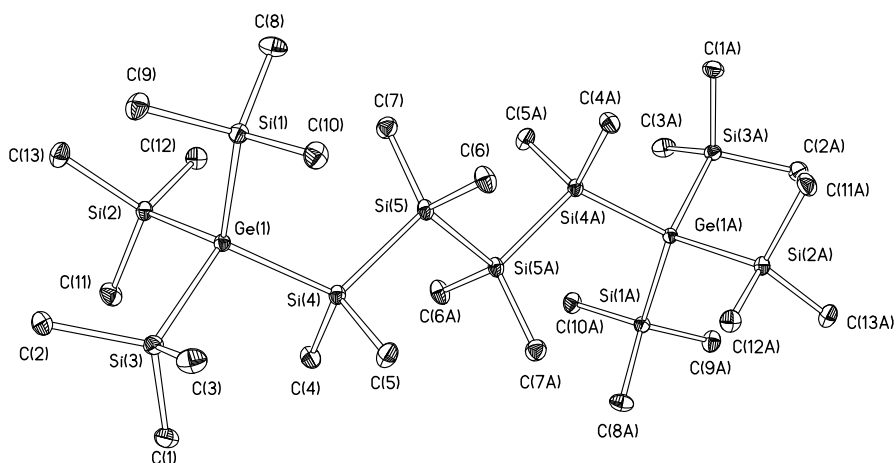 C(8)
C(1A)
C(9)
C(7)
C(5A)
C(4A)
C(12)
Si(1)
C(10)
C(3A)
Si(3A)
C(13)
C(6)
C(2A)
C(11A)
Si(2)
Ge(1)
Si(5)
Si(4A)
Ge(1A)
C(11)
Si(4)
Si(5A)
Si(1A)
Si(2A)
C(6A)
C(10A)
C(2)
Si(3)
C(3)
C(4)
C(5)
C(7A)
C(9A)
C(12A)
C(13A)
C(8A)
C(1)